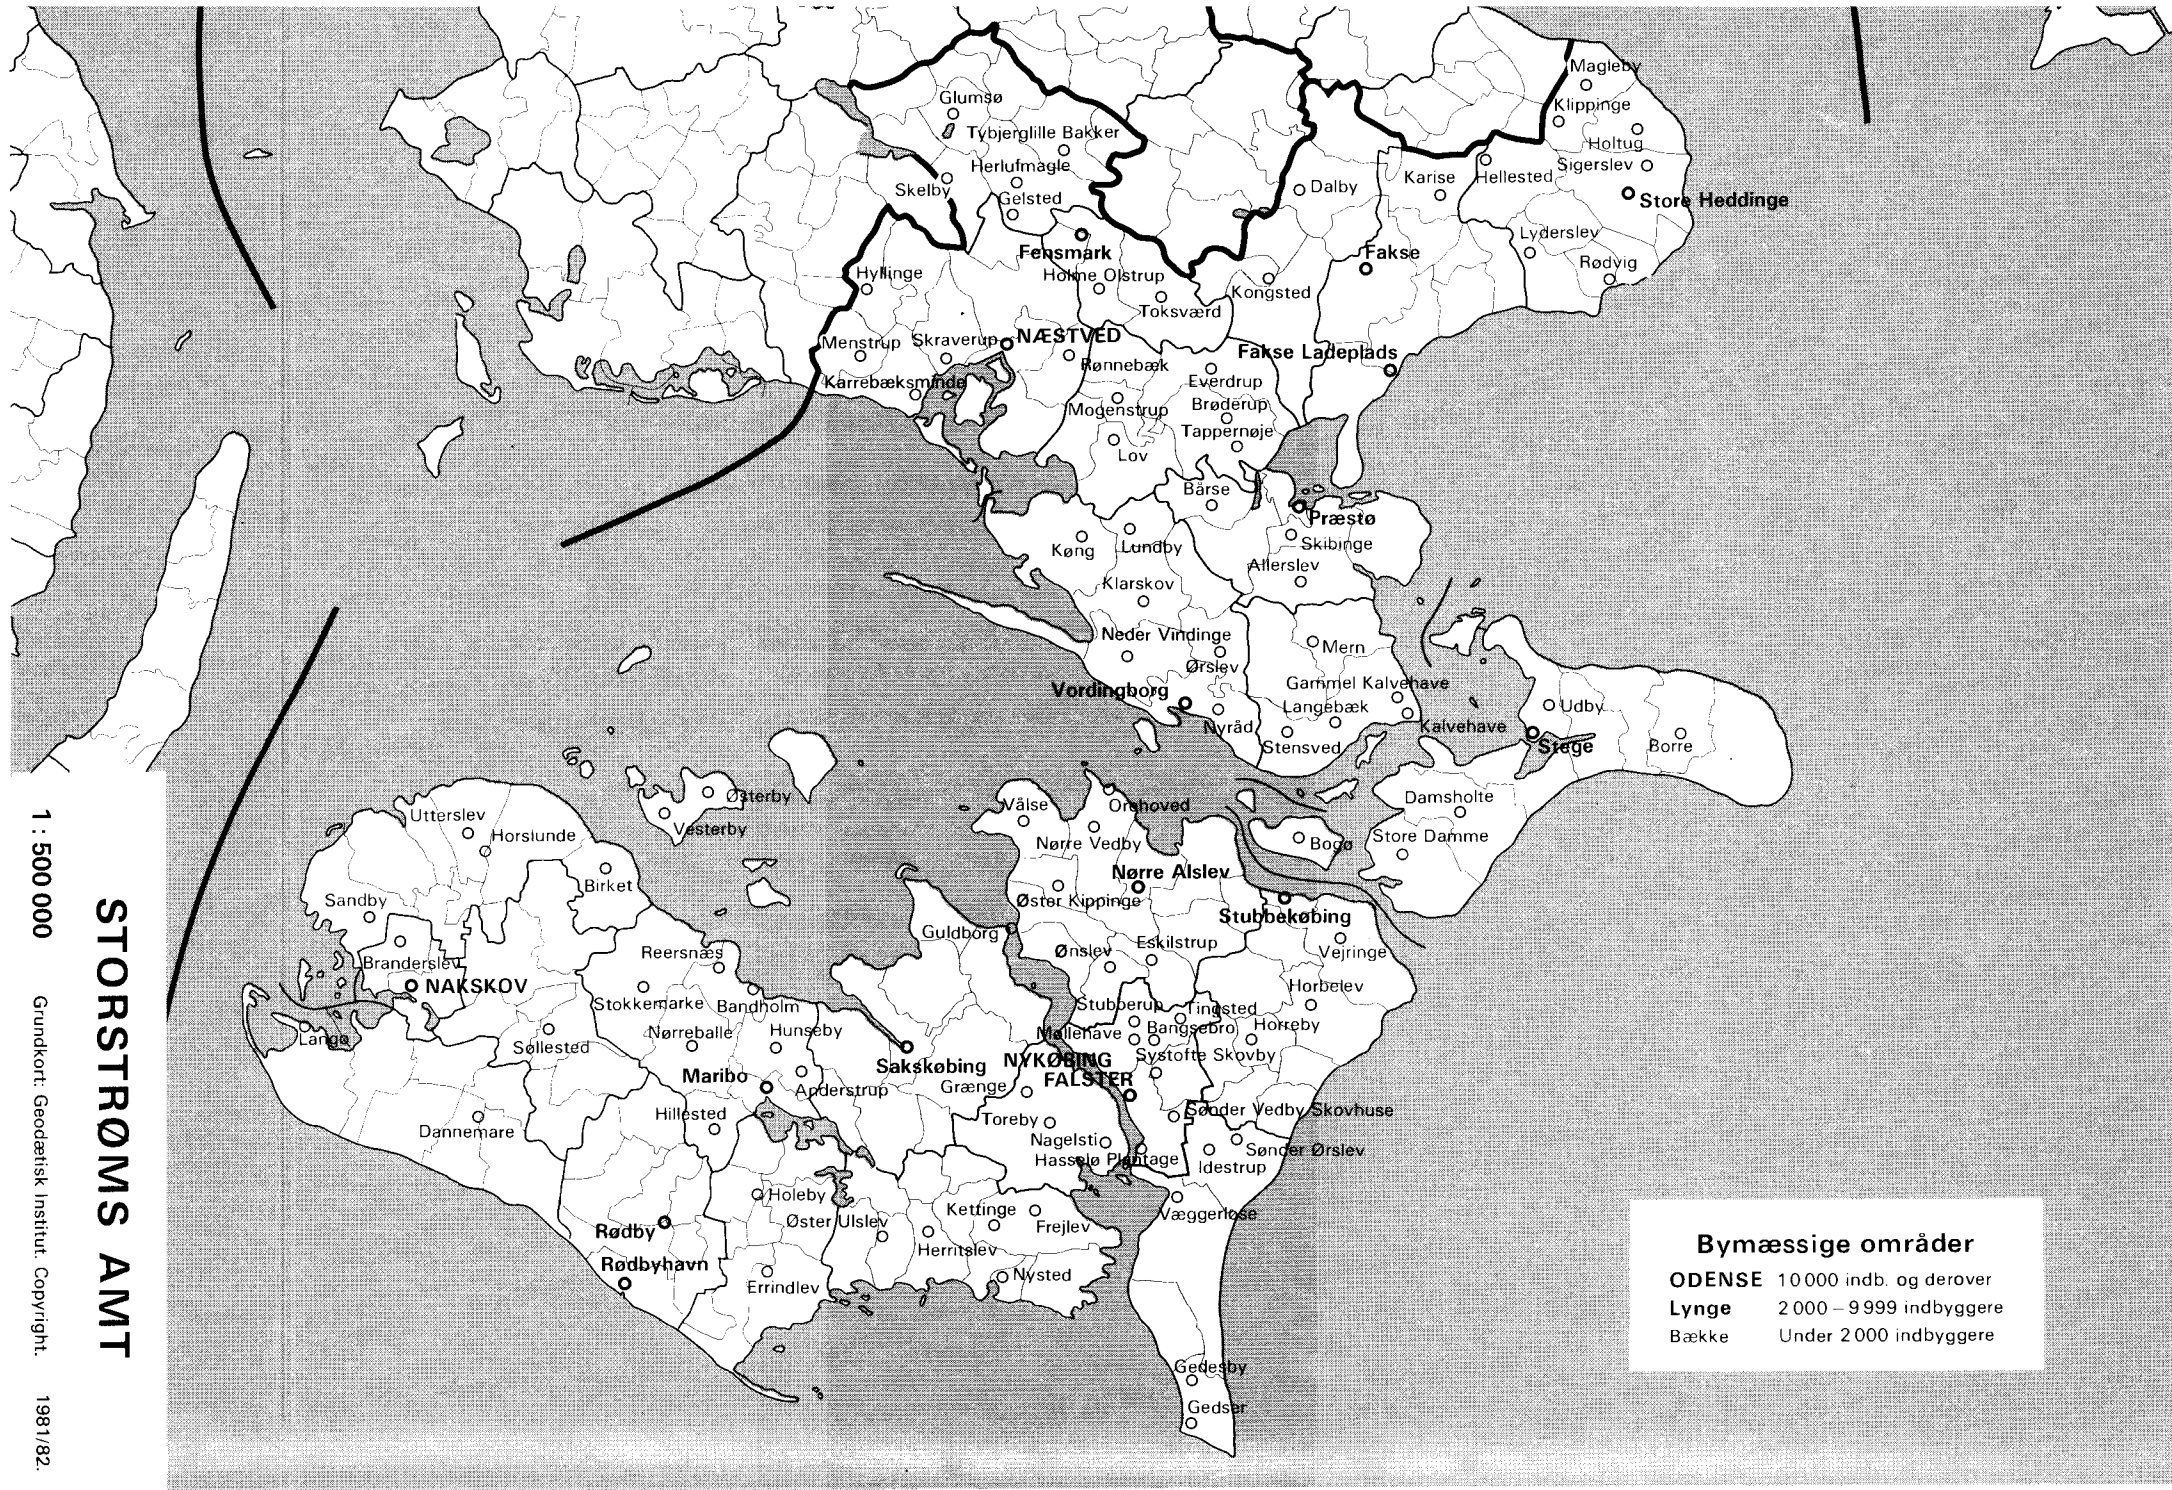 Magleby
Glumsø
Klippinge
Tybjerglille Bakker
Holtug
Herlufmagle
Sigerslev
Skelby
Gelsted
Dalby
Karise
Hellested
Store Heddinge
Fensmark
Fakse
Lyderslev
Hyllinge
Holme Olstrup
Rødvig
Kongsted
Toksværd
Menstrup
Skraverup
NÆSTVED
Fakse Ladeplads
Rønnebæk
Karrebæksminde
Everdrup
Mogenstrup
Brøderup
Tappernøje
Lov
Bårse
Præstø
Køng
Lundby
Skibinge
Allerslev
Klarskov
Neder Vindinge
Mern
Ørslev
Vordingborg
Gammel Kalvehave
Langebæk
Udby
Nyråd
Kalvehave
Stensved
Stege
Borre
Østerby
Vålse
Orehoved
Damsholte
Utterslev
Vesterby
Horslunde
Nørre Vedby
Bogø
Store Damme
Birket
Nørre Alslev
Sandby
Øster Kippinge
Stubbekøbing
Guldborg
Eskilstrup
Ønslev
Vejringe
Reersnæs
Branderslev
NAKSKOV
Horbelev
Stokkemarke
Bandholm
Stubberup
Tingsted
Langø
Nørreballe
Hunseby
Møllehave
Bangsebro
Horreby
Søllested
Systofte Skovby
Sakskøbing
NYKØBING
FALSTER
Maribo
Grænge
Anderstrup
Hillested
Sønder Vedby Skovhuse
Dannemare
Toreby
Nagelsti
Sønder Ørslev
Hasselø Plantage
Idestrup
Holeby
Kettinge
Væggerløse
Øster Ulslev
Frejlev
Rødby
Herritslev
Rødbyhavn
Nysted
Errindlev
Gedesby
Gedser
STORSTRØMS AMT
1:500 000
Grundkort: Geodætisk Institut. Copyright. 1981/82.
Bymæssige områder
ODENSE 10 000 indb. og derover
Lynge 2 000 – 9 999 indbyggere
Bække Under 2 000 indbyggere